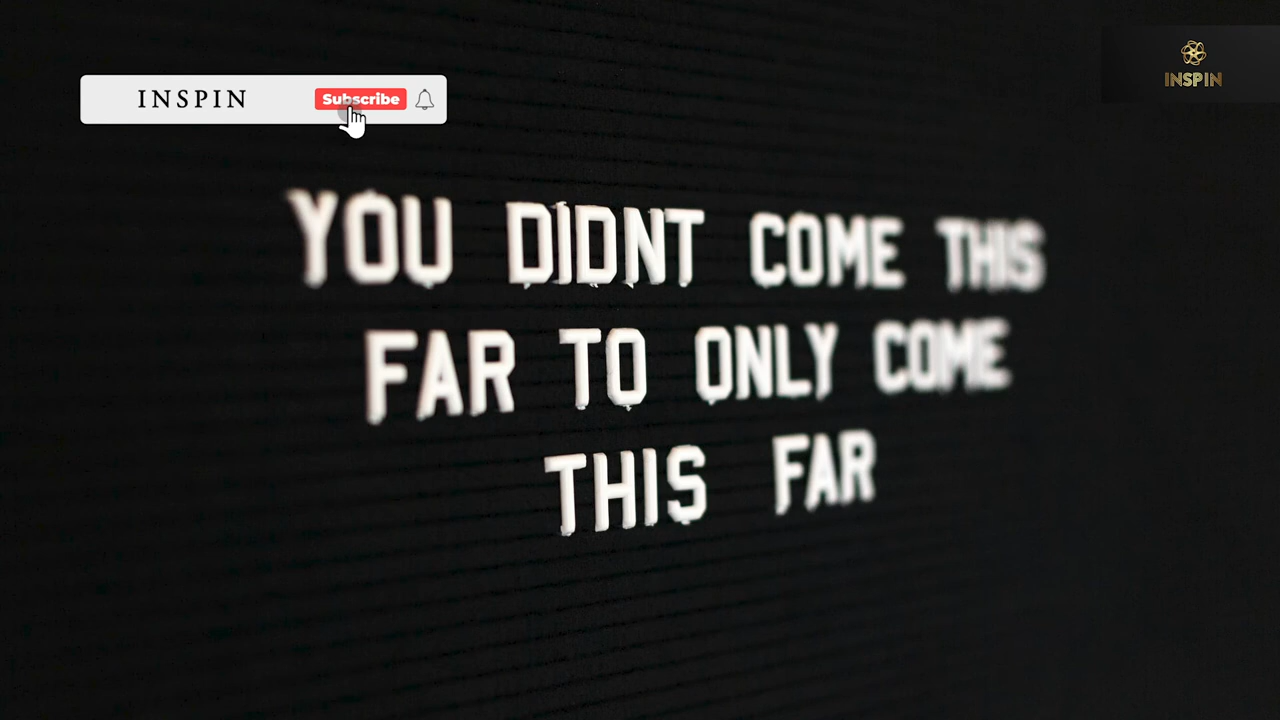 INSPIN
Subscribe
INSPIN
YOU DIDNT COME THIS
FAR TO ONLY COME
THIS FAR